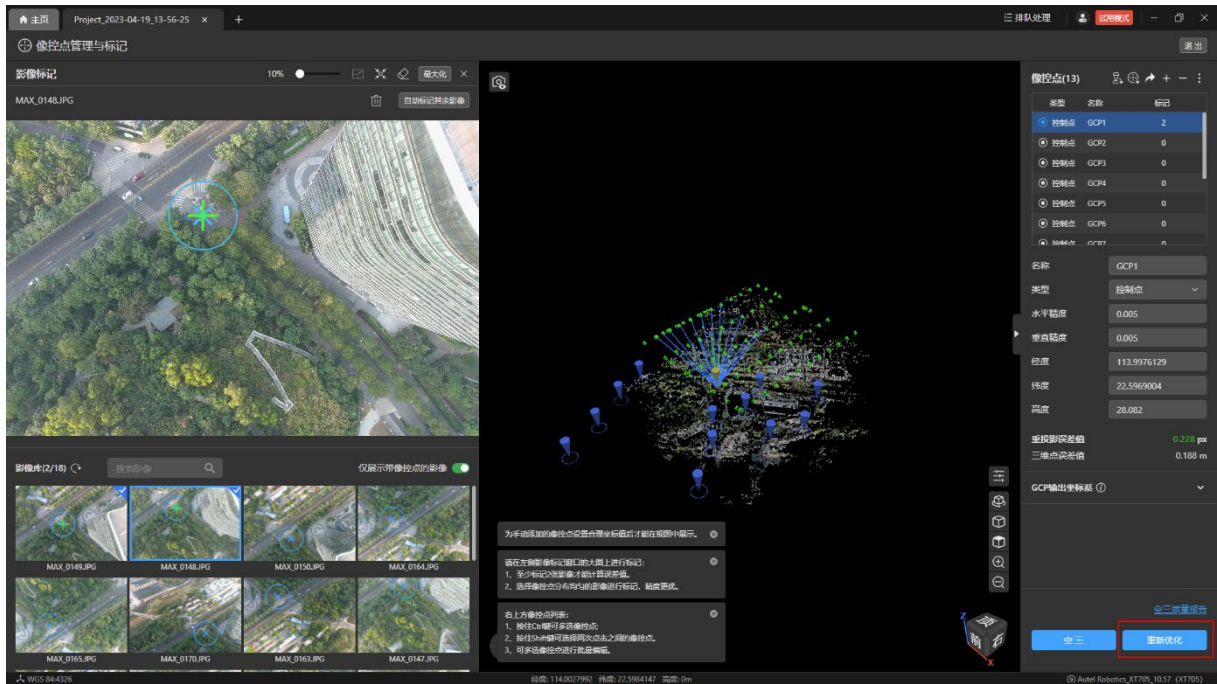 主页 Project_2023-04-19_13-56-25 × + 排队处理 试用模式
像控点管理与标记 退出
影像标记 10% 最大化 ×
MAX_0148.JPG 自动标记其余影像
影像库(2/18) 搜索影像 仅展示带像控点的影像
MAX_0149.JPG MAX_0148.JPG MAX_0150.JPG MAX_0164.JPG
MAX_0165.JPG MAX_0170.JPG MAX_0163.JPG MAX_0147.JPG
为手动添加的像控点设置合理坐标值后才能在视图中展示。
请在左侧影像标记窗口的大图上进行标记:
1、至少标记2张影像才能计算误差值。
2、选择像控点分布均匀的影像进行标记，精度更优。
右上方像控点列表:
1、按住Ctrl键可多选像控点;
2、按住Shift键可选择两次点击之间的像控点。
3、可多选像控点进行批量编辑。
Z
前 右
X
像控点(13)
类型 名称 标记
控制点 GCP1 2
控制点 GCP2 0
控制点 GCP3 0
控制点 GCP4 0
控制点 GCP5 0
控制点 GCP6 0
控制点 GCP7 0
名称 GCP1
类型 控制点
水平精度 0.005
垂直精度 0.005
经度 113.9976129
纬度 22.5969004
高度 28.082
重投影误差值 0.228 px
三维点误差值 0.188 m
GCP输出坐标系
空三质量报告
空三 重新优化
WGS 84:4326 经度: 114.0027992 纬度: 22.5984147 高度: 0m Autel Robotics_XT705_10.57 (XT705)